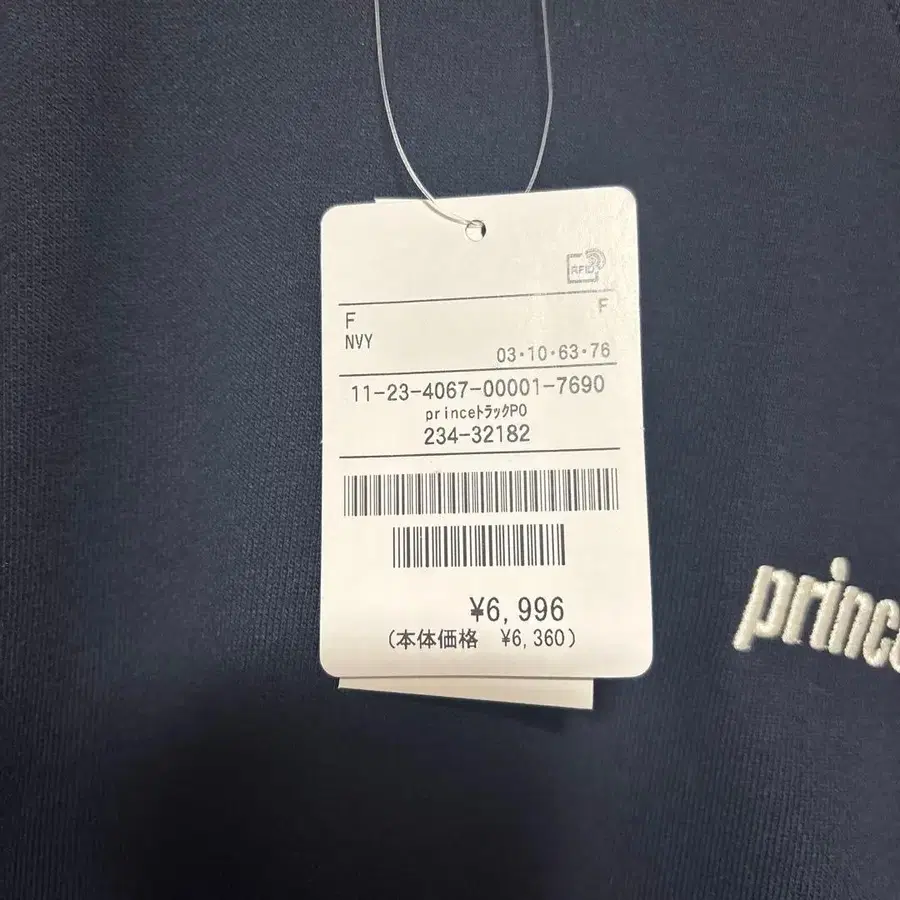 RFID
F F
NVY
03・10・63・76
11-23-4067-00001-7690
princeトラックPO
234-32182
¥6,996
(本体価格 ¥6,360)
prince